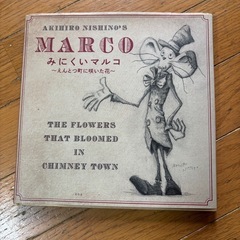 AKIHIRO NISHINO'S
MARCO
みにくいマルコ
～えんとつ町に咲いた花～
THE FLOWERS
THAT BLOOMED
IN
CHIMNEY TOWN